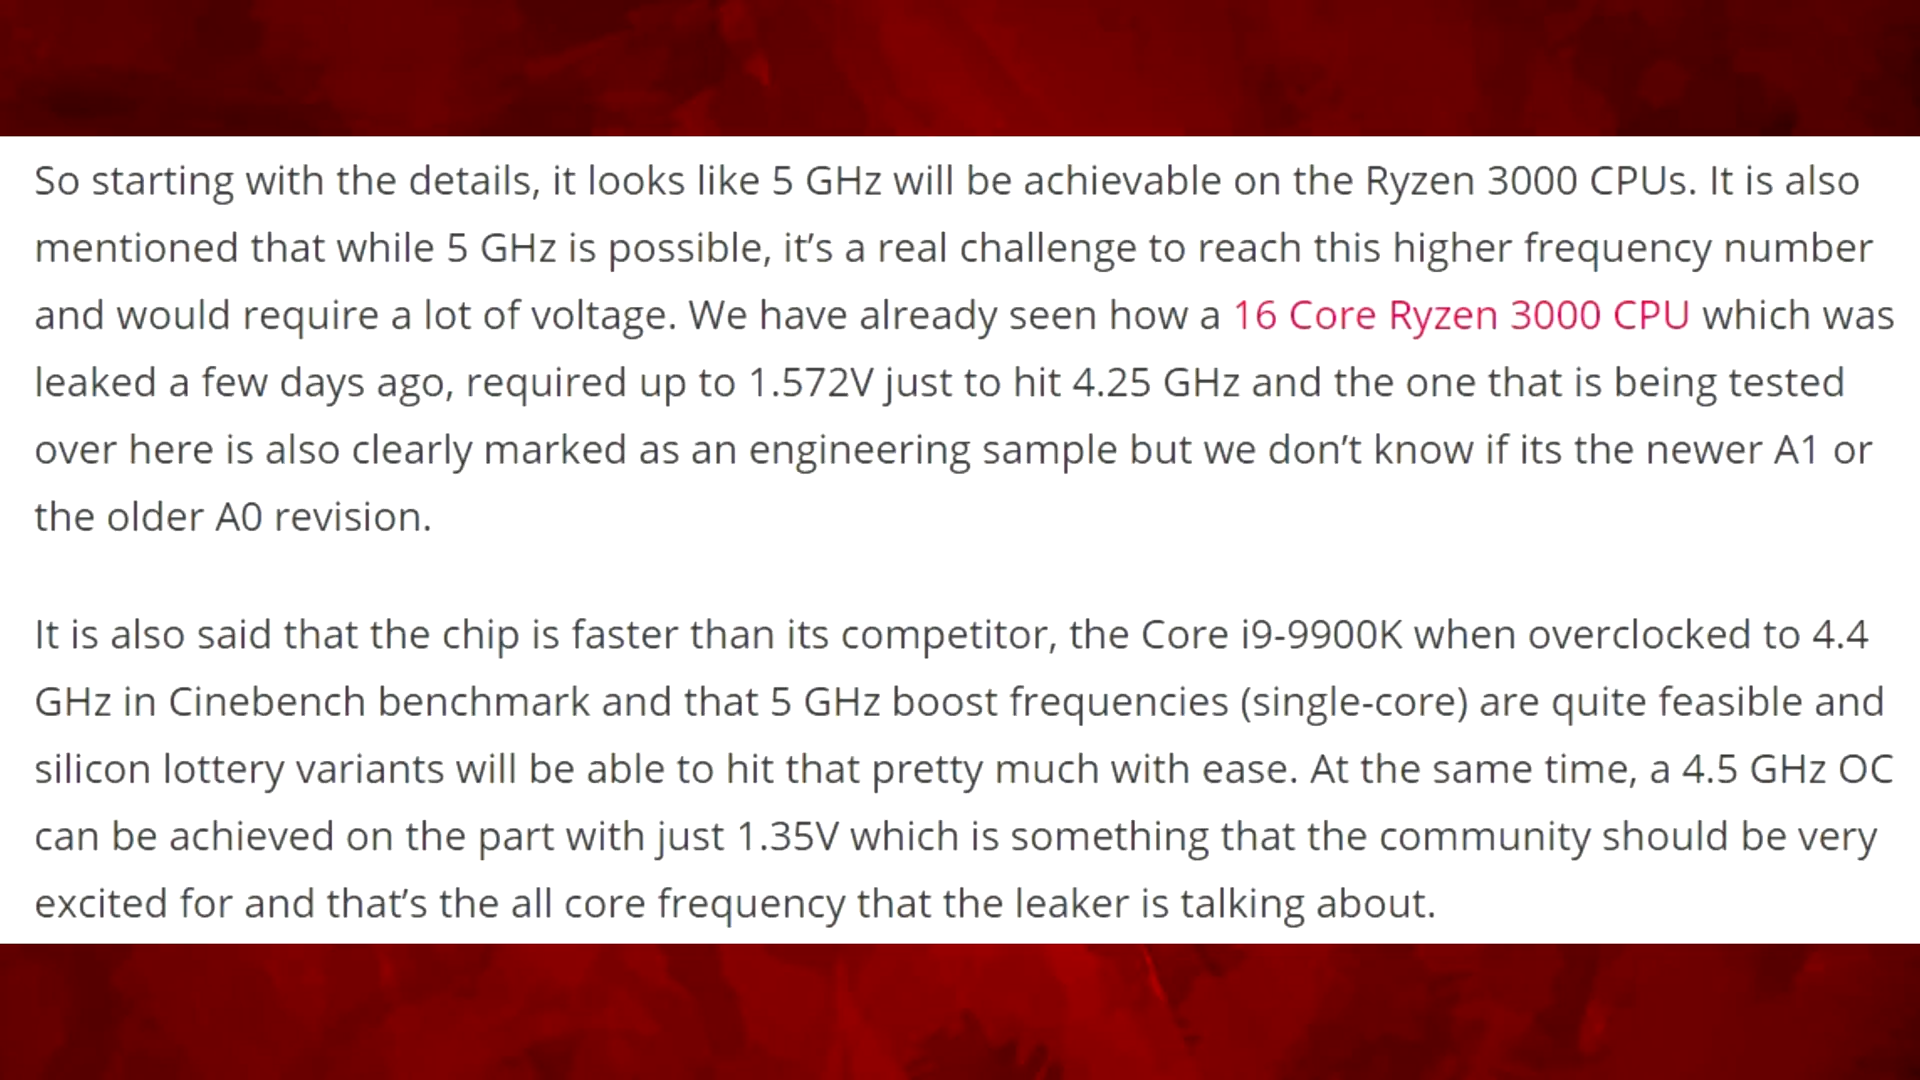 So starting with the details, it looks like 5 GHz will be achievable on the Ryzen 3000 CPUs. It is also
mentioned that while 5 GHz is possible, it’s a real challenge to reach this higher frequency number
and would require a lot of voltage. We have already seen how a 16 Core Ryzen 3000 CPU which was
leaked a few days ago, required up to 1.572V just to hit 4.25 GHz and the one that is being tested
over here is also clearly marked as an engineering sample but we don’t know if its the newer A1 or
the older A0 revision.
It is also said that the chip is faster than its competitor, the Core i9-9900K when overclocked to 4.4
GHz in Cinebench benchmark and that 5 GHz boost frequencies (single-core) are quite feasible and
silicon lottery variants will be able to hit that pretty much with ease. At the same time, a 4.5 GHz OC
can be achieved on the part with just 1.35V which is something that the community should be very
excited for and that’s the all core frequency that the leaker is talking about.